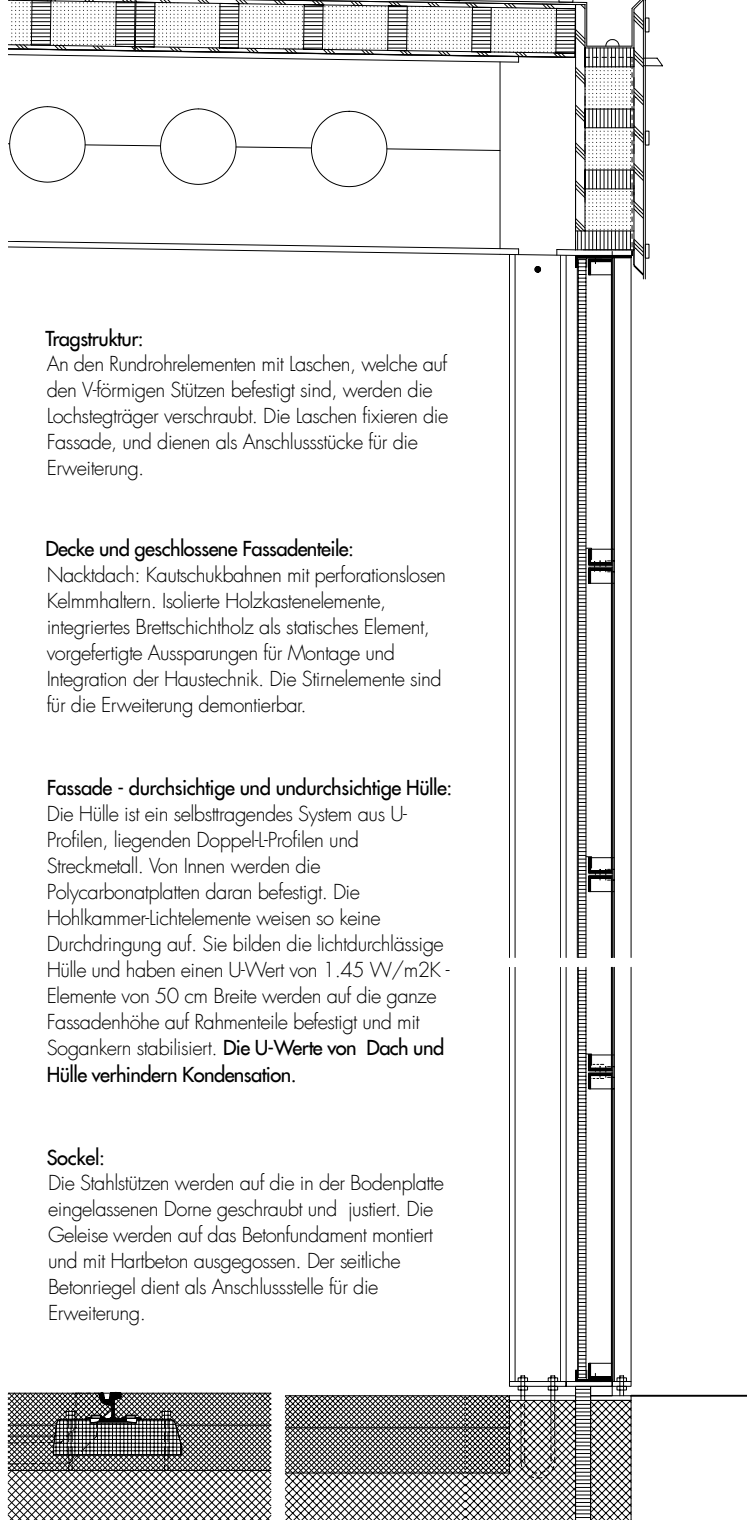 Tragstruktur:
An den Rundrohrelementen mit Laschen, welche auf
den V-förmigen Stützen befestigt sind, werden die
Lochstegträger verschraubt. Die Laschen fixieren die
Fassade, und dienen als Anschlussstücke für die
Erweiterung.
Decke und geschlossene Fassadenteile:
Nacktdach: Kautschukbahnen mit perforationslosen
Kelmmhaltern. Isolierte Holzkastenelemente,
integriertes Brettschichtholz als statisches Element,
vorgefertigte Aussparungen für Montage und
Integration der Haustechnik. Die Stirnelemente sind
für die Erweiterung demontierbar.
Fassade - durchsichtige und undurchsichtige Hülle:
Die Hülle ist ein selbsttragendes System aus U-
Profilen, liegenden Doppel-L-Profilen und
Streckmetall. Von Innen werden die
Polycarbonatplatten daran befestigt. Die
Hohlkammer-Lichtelemente weisen so keine
Durchdringung auf. Sie bilden die lichtdurchlässige
Hülle und haben einen U-Wert von 1.45 W/m2K -
Elemente von 50 cm Breite werden auf die ganze
Fassadenhöhe auf Rahmenteile befestigt und mit
Sogankern stabilisiert. Die U-Werte von  Dach und
Hülle verhindern Kondensation.
Sockel:
Die Stahlstützen werden auf die in der Bodenplatte
eingelassenen Dorne geschraubt und  justiert. Die
Geleise werden auf das Betonfundament montiert
und mit Hartbeton ausgegossen. Der seitliche
Betonriegel dient als Anschlussstelle für die
Erweiterung.